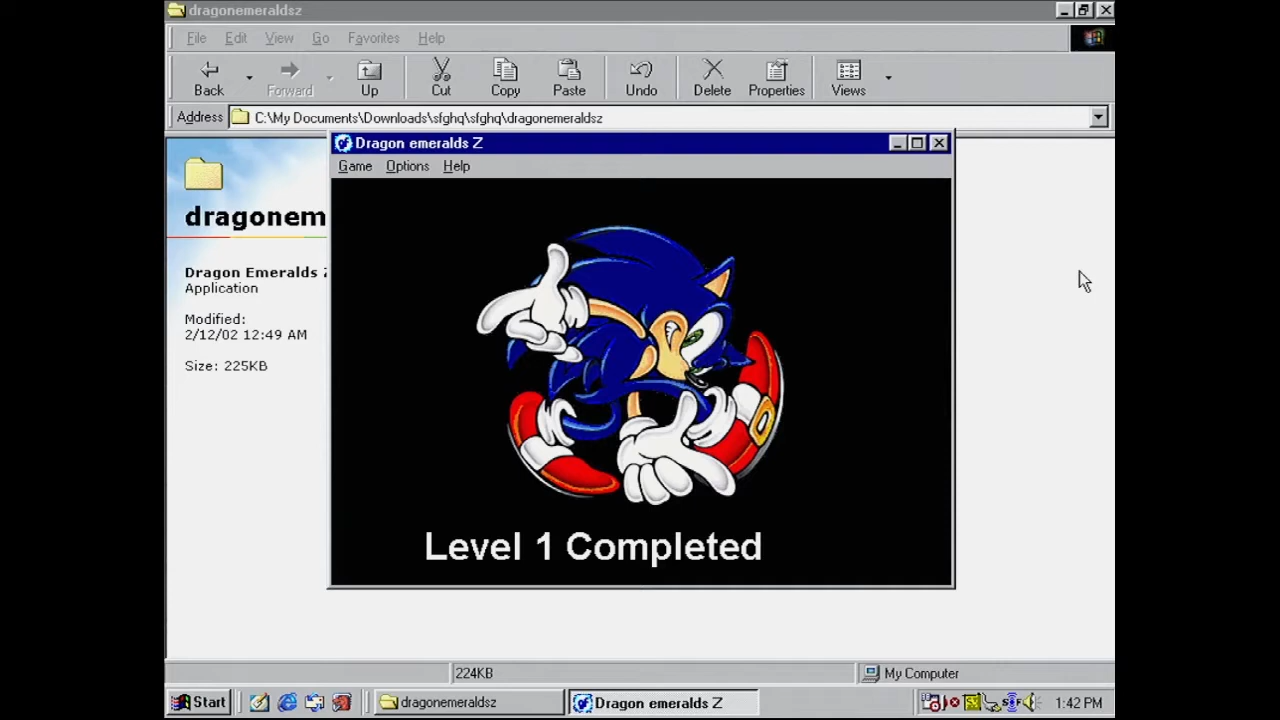 dragonemeraldsz
File Edit View Go Favorites Help
Back Forward Up Cut Copy Paste Undo Delete Properties Views
Address C:\My Documents\Downloads\sfghq\sfghq\dragonemeraldsz
Dragon emeralds Z
Game Options Help
dragonem
Dragon Emeralds
Application
Modified:
2/12/02 12:49 AM
Size: 225KB
Level 1 Completed
224KB My Computer
Start dragonemeraldsz Dragon emeralds Z 1:42 PM